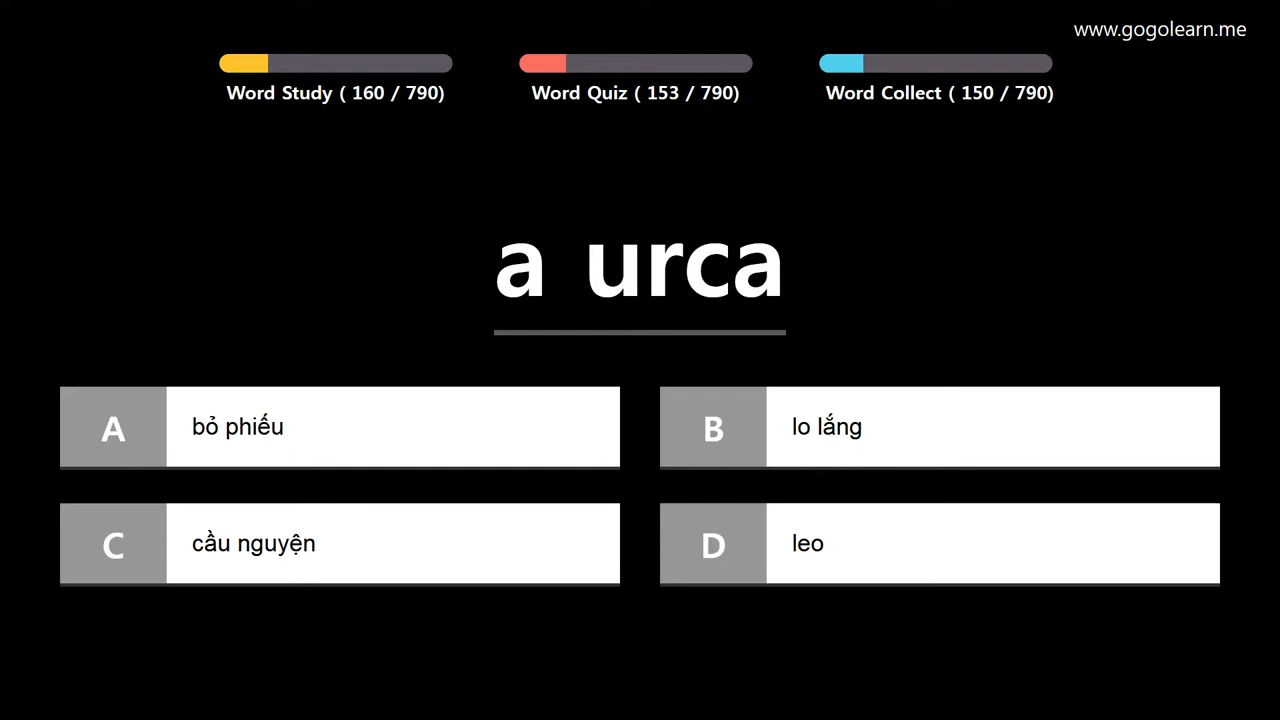 www.gogolearn.me
Word Study ( 160 / 790)
Word Quiz ( 153 / 790)
Word Collect ( 150 / 790)
a urca
A
bỏ phiếu
B
lo lắng
C
cầu nguyện
D
leo